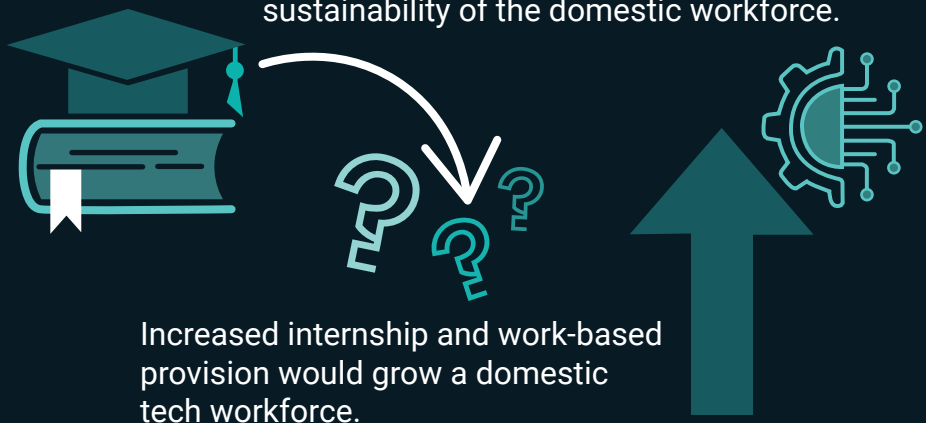 sustainability of the domestic workforce.
Increased internship and work-based
provision would grow a domestic
tech workforce.